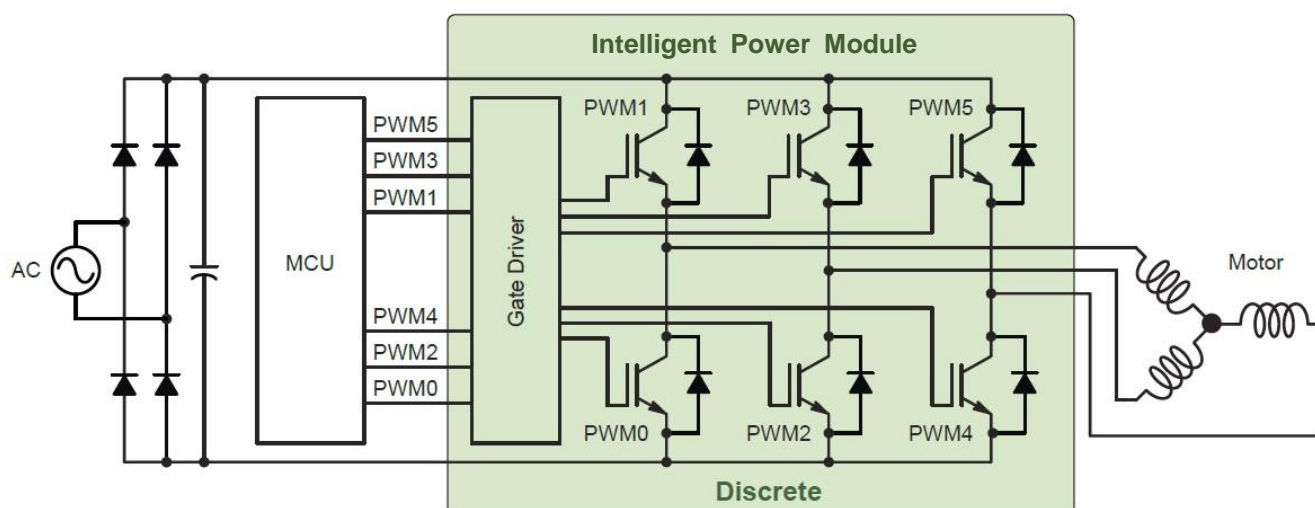 Intelligent Power Module
PWM1
PWM3
PWM5
PWM5
PWM3
PWM1
AC
MCU
Gate Driver
Motor
PWM4
PWM2
PWM0
PWM0
PWM2
PWM4
Discrete